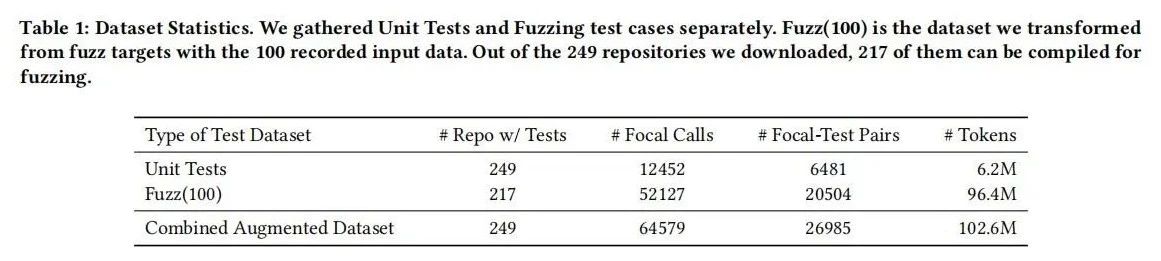 Table 1: Dataset Statistics. We gathered Unit Tests and Fuzzing test cases separately. Fuzz(100) is the dataset we transformed
from fuzz targets with the 100 recorded input data. Out of the 249 repositories we downloaded, 217 of them can be compiled for
fuzzing.
Type of Test Dataset # Repo w/ Tests # Focal Calls # Focal-Test Pairs # Tokens
Unit Tests 249 12452 6481 6.2M
Fuzz(100) 217 52127 20504 96.4M
Combined Augmented Dataset 249 64579 26985 102.6M